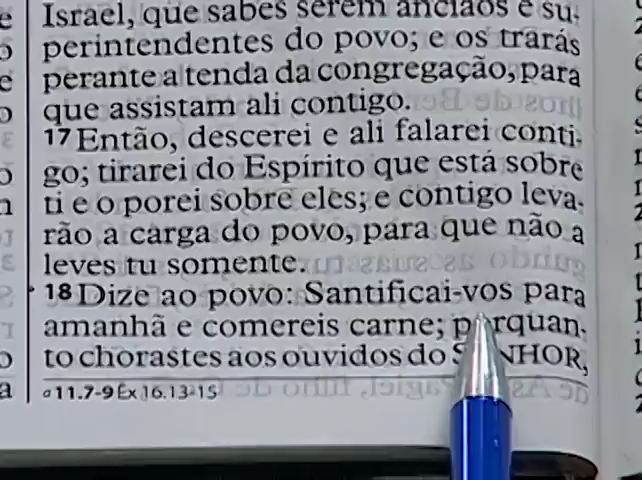 Israel, que sabes serem anciãos e su-
perintendentes do povo; e os trarás
perante a tenda da congregação, para
que assistam ali contigo.
17 Então, descerei e ali falarei conti-
go; tirarei do Espírito que está sobre
ti e o porei sobre eles; e contigo leva-
rão a carga do povo, para que não a
leves tu somente.
18 Dize ao povo: Santificai-vos para
amanhã e comereis carne; porquan-
to chorastes aos ouvidos do SENHOR,
a 11.7-9 Êx 16.13-15